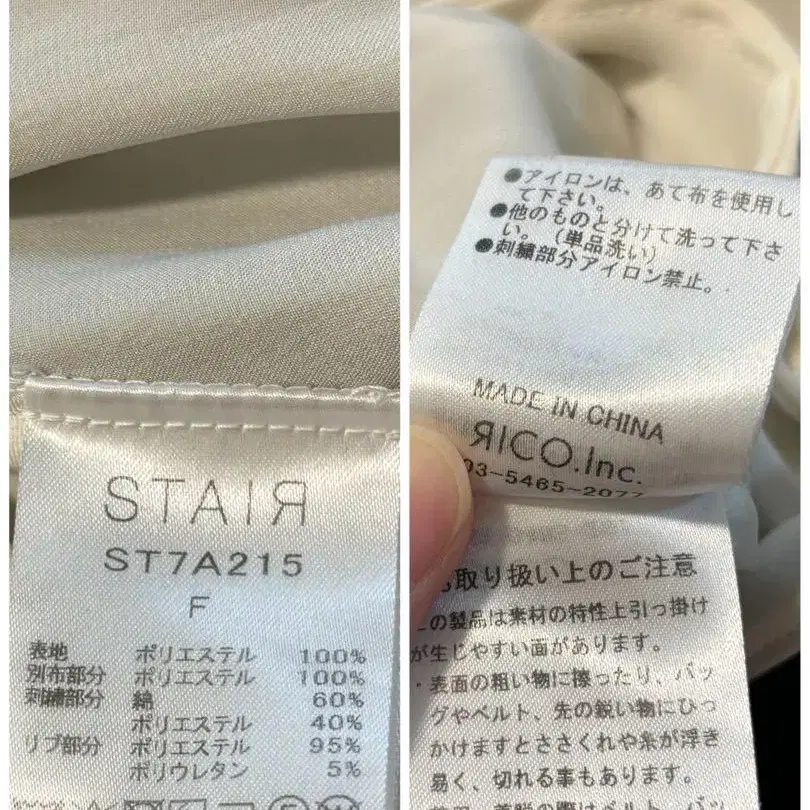 STAIЯ
ST7A215
F
表地 ポリエステル 100%
別布部分 ポリエステル 100%
刺繍部分 綿 60%
ポリエステル 40%
リブ部分 ポリエステル 95%
ポリウレタン 5%
●アイロンは、あて布を使用し
て下さい。
●他のものと分けて洗って下さ
い。(単品洗い)
●刺繍部分アイロン禁止。
MADE IN CHINA
ЯICO.Inc.
03-5465-2077
取り扱い上のご注意
この製品は素材の特性上引っ掛け
が生じやすい面があります。
・表面の粗い物に擦ったり、バッ
グやベルト、先の鋭い物にひっ
かけますとささくれや糸が浮き
易く、切れる事もあります。